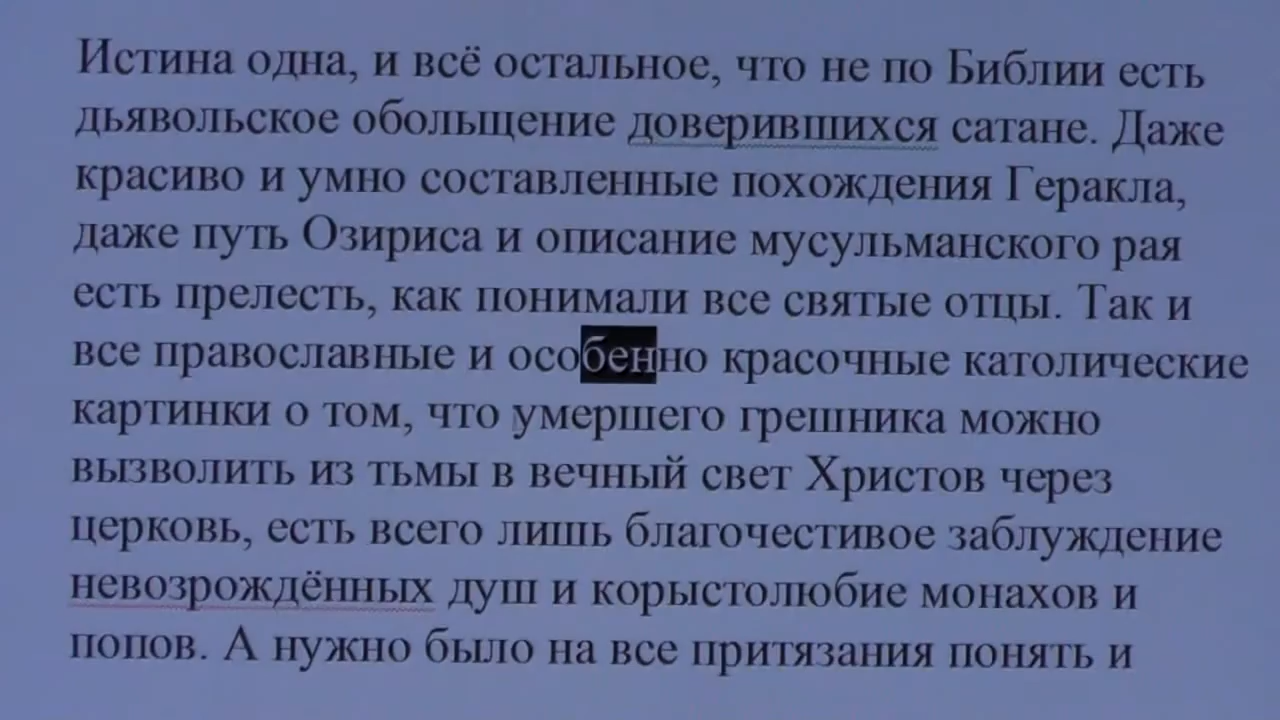 Истина одна, и всё остальное, что не по Библии есть
дьявольское обольщение доверившихся сатане. Даже
красиво и умно составленные похождения Геракла,
даже путь Озириса и описание мусульманского рая
есть прелесть, как понимали все святые отцы. Так и
все православные и особенно красочные католические
картинки о том, что умершего грешника можно
вызволить из тьмы в вечный свет Христов через
церковь, есть всего лишь благочестивое заблуждение
невозрождённых душ и корыстолюбие монахов и
попов. А нужно было на все притязания понять и